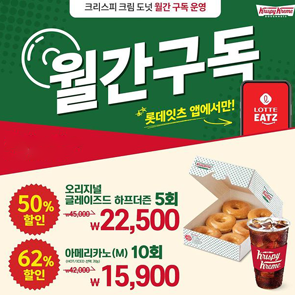 크리스피 크림 도넛 월간 구독 운영
Krispy Kreme
월간구독
롯데잇츠 앱에서만!
LOTTE
EATZ
50%
할인
오리지널
글레이즈드 하프더즌 5회
₩45,000
₩22,500
62%
할인
아메리카노(M) 10회
₩42,000
₩15,900
Krispy
Kreme